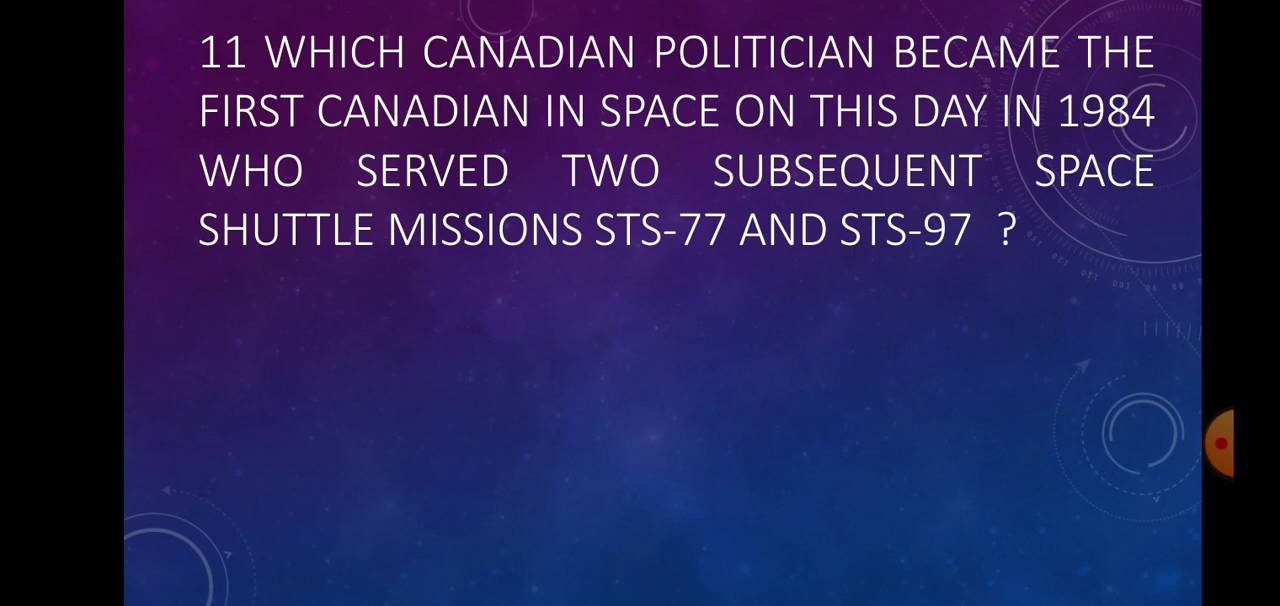 11 WHICH CANADIAN POLITICIAN BECAME THE
FIRST CANADIAN IN SPACE ON THIS DAY IN 1984
WHO SERVED TWO SUBSEQUENT SPACE
SHUTTLE MISSIONS STS-77 AND STS-97 ?